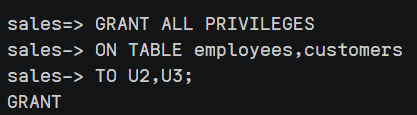 sales=> GRANT ALL PRIVILEGES
sales-> ON TABLE employees,customers
sales-> TO U2,U3;
GRANT